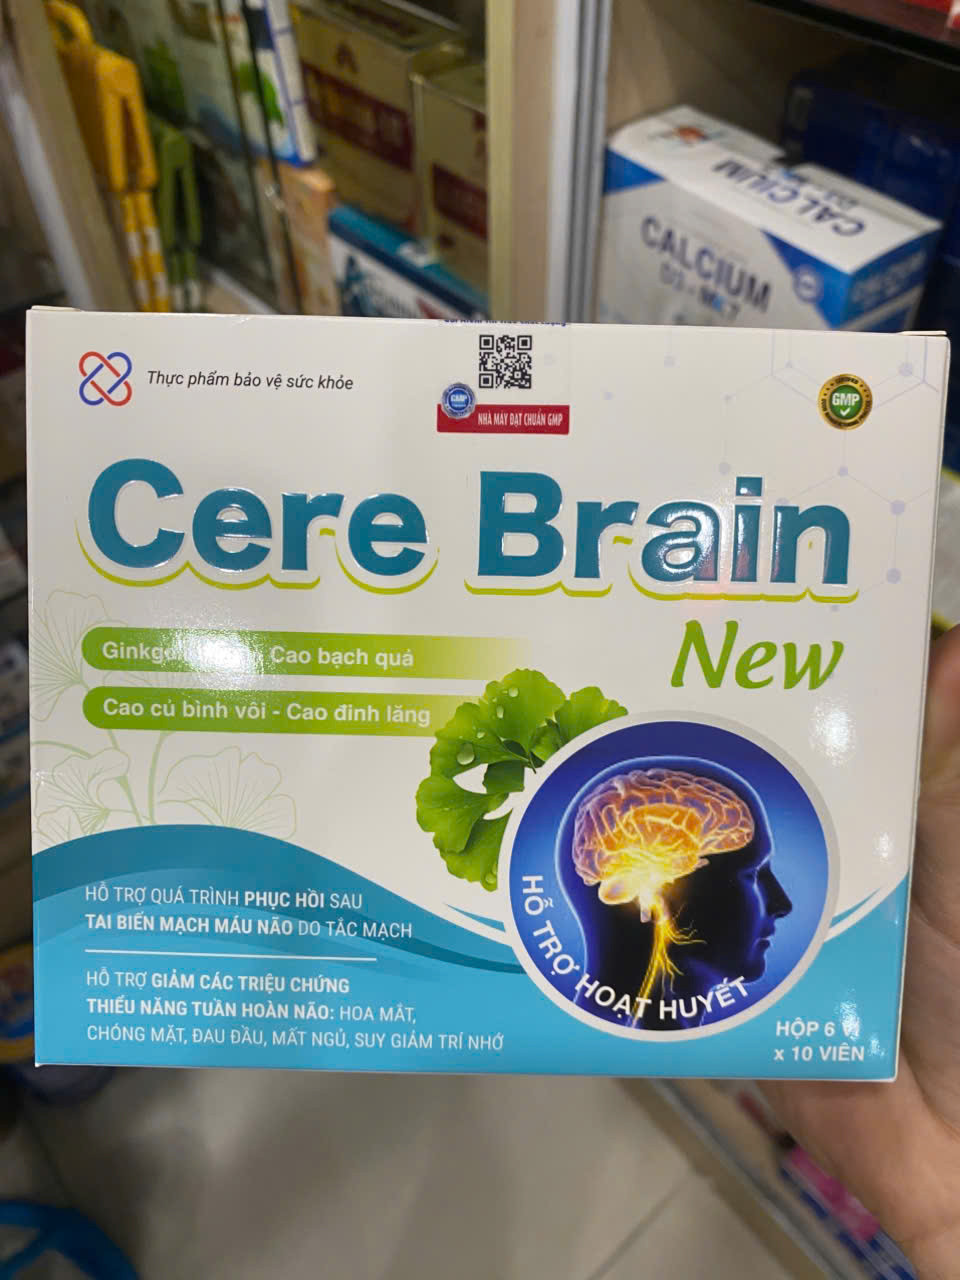 CALCIUM
CALCIUM
Thực phẩm bảo vệ sức khỏe
GMP
NHÀ MÁY ĐẠT CHUẨN GMP
GMP
Cere Brain
New
Cao bạch quả
Cao củ bình vôi - Cao đinh lăng
HỖ TRỢ QUÁ TRÌNH PHỤC HỒI SAU
TAI BIẾN MẠCH MÁU NÃO DO TẮC MẠCH
HỖ TRỢ GIẢM CÁC TRIỆU CHỨNG
THIỂU NĂNG TUẦN HOÀN NÃO: HOA MẮT,
CHÓNG MẶT, ĐAU ĐẦU, MẤT NGỦ, SUY GIẢM TRÍ NHỚ
HỖ TRỢ HOẠT HUYẾT
HỘP 6
x 10 VIÊN